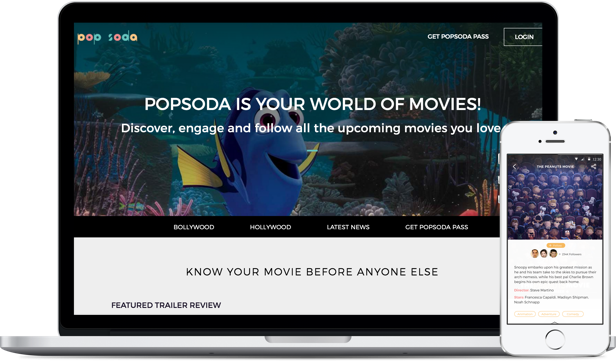 pop soda
GET POPSODA PASS
LOGIN
POPSODA IS YOUR WORLD OF MOVIES!
Discover, engage and follow all the upcoming movies you love
BOLLYWOOD
HOLLYWOOD
LATEST NEWS
GET POPSODA PASS
KNOW YOUR MOVIE BEFORE ANYONE ELSE
FEATURED TRAILER REVIEW
THE PEANUTS MOVIE
Snoopy embarks upon his greatest mission as
he and his team take to the skies to pursue their
arch-nemesis, while his best pal Charlie Brown
begins his own epic quest back home
Director: Steve Martino
Stars: Francesca Capaldi, Madisyn Shipman,
Noah Schnapp